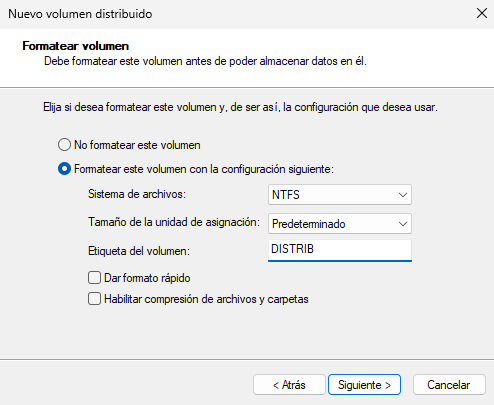 Nuevo volumen distribuido
Formatear volumen
Debe formatear este volumen antes de poder almacenar datos en él.
Elija si desea formatear este volumen y, de ser así, la configuración que desea usar.
No formatear este volumen
Formatear este volumen con la configuración siguiente:
Sistema de archivos: NTFS
Tamaño de la unidad de asignación: Predeterminado
Etiqueta del volumen: DISTRIB
Dar formato rápido
Habilitar compresión de archivos y carpetas
< Atrás Siguiente > Cancelar